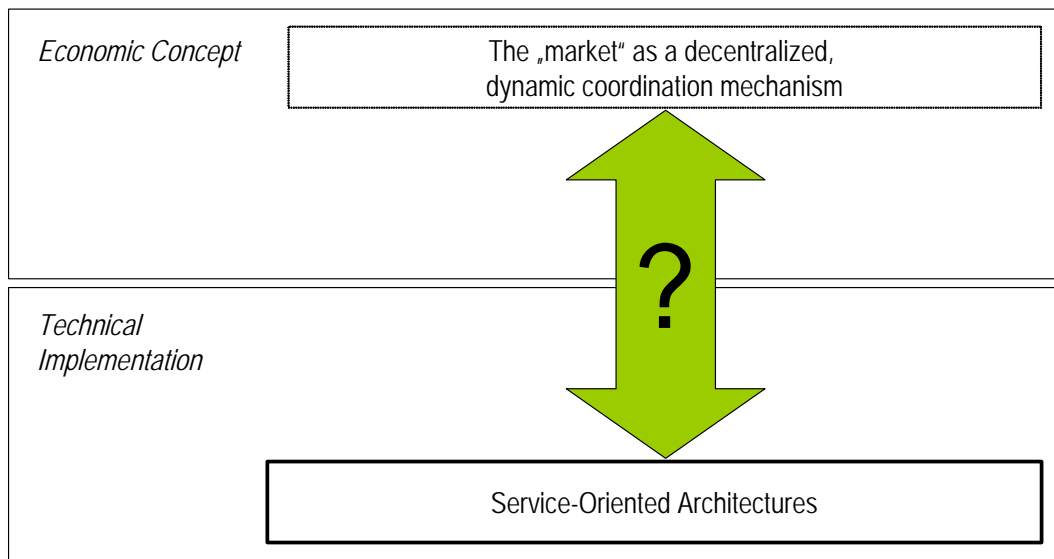 Economic Concept
The „market“ as a decentralized,
dynamic coordination mechanism
?
Technical
Implementation
Service-Oriented Architectures